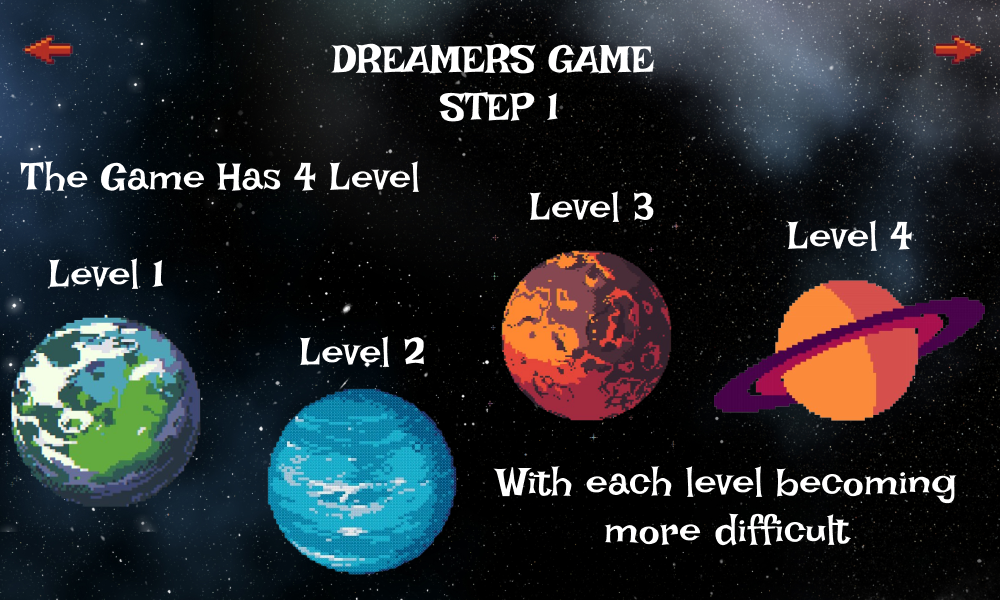 DREAMERS GAME
STEP 1
The Game Has 4 Level
Level 3
Level 4
Level 1
Level 2
With each level becoming
more difficult